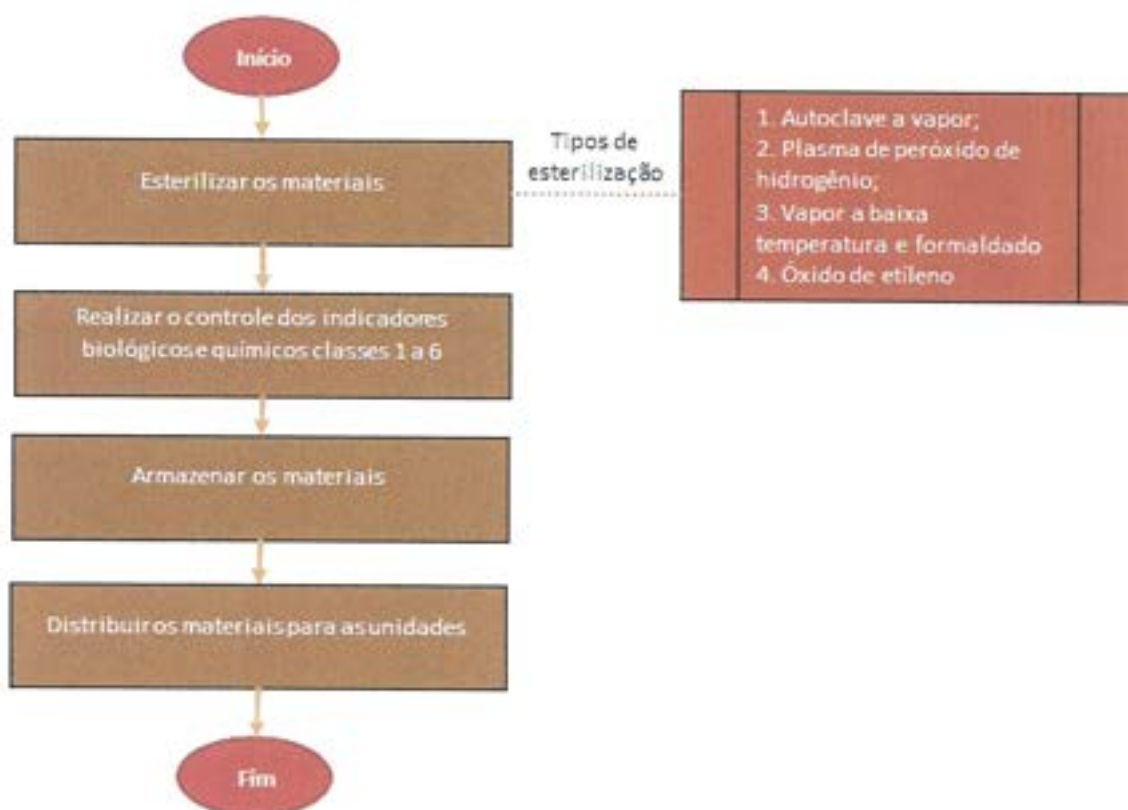 Início
Esterilizar os materiais
Tipos de
esterilização
1. Autoclave a vapor;
2. Plasma de peróxido de
hidrogênio;
3. Vapor a baixa
temperatura e formaldado
4. Óxido de etileno
Realizar o controle dos indicadores
biológicos e químicos classes 1 a 6
Armazenar os materiais
Distribuir os materiais para as unidades
Fim